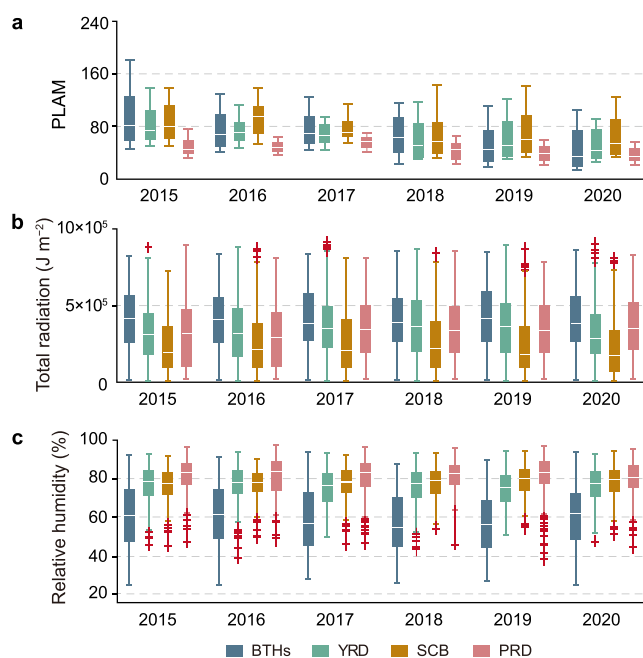 a
240
160
80
0
PLAM
2015 2016 2017 2018 2019 2020
b
10×10⁵
5×10⁵
0
Total radiation (J m⁻²)
2015 2016 2017 2018 2019 2020
c
100
80
60
40
20
Relative humidity (%)
2015 2016 2017 2018 2019 2020
BTHs YRD SCB PRD